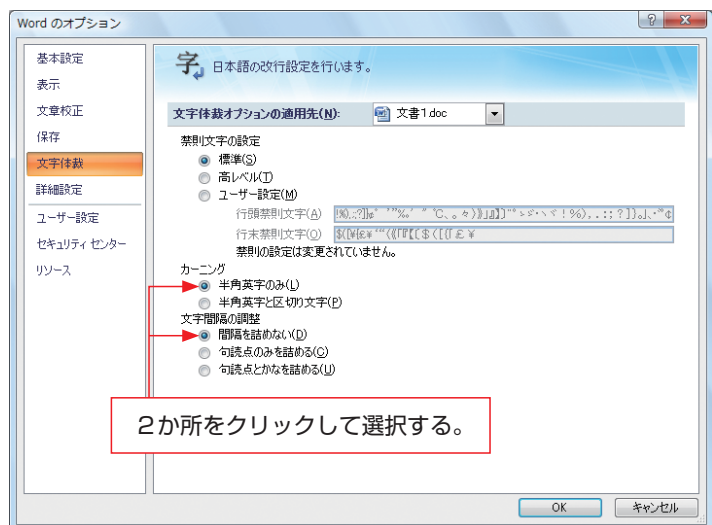 Word のオプション
基本設定
表示
文章校正
保存
文字体裁
詳細設定
ユーザー設定
セキュリティ センター
リソース
字 日本語の改行設定を行います。
文字体裁オプションの適用先(N): 文書1.doc
禁則文字の設定
標準(S)
高レベル(T)
ユーザー設定(M)
行頭禁則文字(A)
行末禁則文字(O)
禁則の設定は変更されていません。
カーニング
半角英字のみ(L)
半角英字と区切り文字(P)
文字間隔の調整
間隔を詰めない(D)
句読点のみを詰める(C)
句読点とかなを詰める(U)
2か所をクリックして選択する。
OK キャンセル